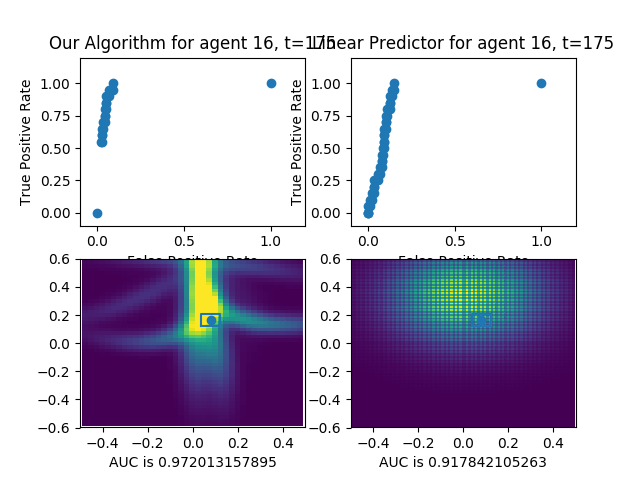 Our Algorithm for agent 16, t=175
Linear Predictor for agent 16, t=175
True Positive Rate
1.00
0.75
0.50
0.25
0.00
0.0 0.5 1.0
False Positive Rate
True Positive Rate
1.00
0.75
0.50
0.25
0.00
0.0 0.5 1.0
False Positive Rate
0.6
0.4
0.2
0.0
−0.2
−0.4
−0.6
−0.4 −0.2 0.0 0.2 0.4
AUC is 0.972013157895
0.6
0.4
0.2
0.0
−0.2
−0.4
−0.6
−0.4 −0.2 0.0 0.2 0.4
AUC is 0.917842105263